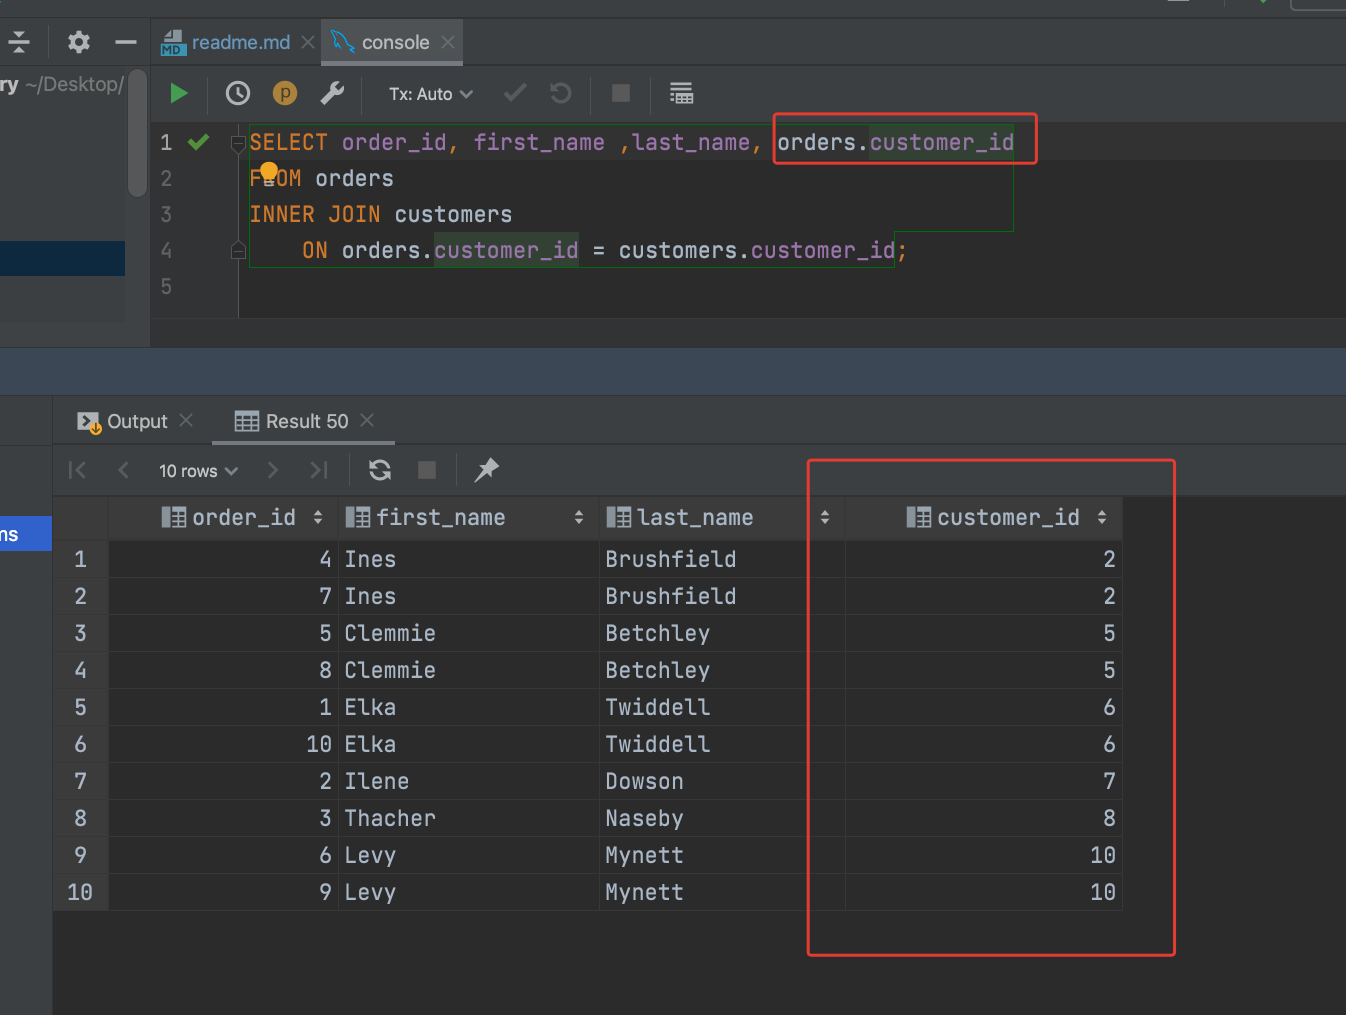 ry ~/Desktop/
MD readme.md
console
p
Tx: Auto
1 SELECT order_id, first_name ,last_name, orders.customer_id
2 FROM orders
3 INNER JOIN customers
4 ON orders.customer_id = customers.customer_id;
5
Output
Result 50
10 rows
ms
order_id first_name last_name customer_id
1 4 Ines Brushfield 2
2 7 Ines Brushfield 2
3 5 Clemmie Betchley 5
4 8 Clemmie Betchley 5
5 1 Elka Twiddell 6
6 10 Elka Twiddell 6
7 2 Ilene Dowson 7
8 3 Thacher Naseby 8
9 6 Levy Mynett 10
10 9 Levy Mynett 10